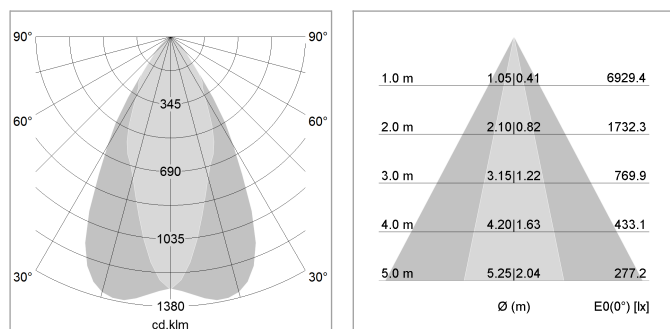 90° 90°
345
60° 60°
690
1035
30° 30°
1380
cd.klm
1.0 m 1.05|0.41 6929.4
2.0 m 2.10|0.82 1732.3
3.0 m 3.15|1.22 769.9
4.0 m 4.20|1.63 433.1
5.0 m 5.25|2.04 277.2
Ø (m) E0(0°) [lx]